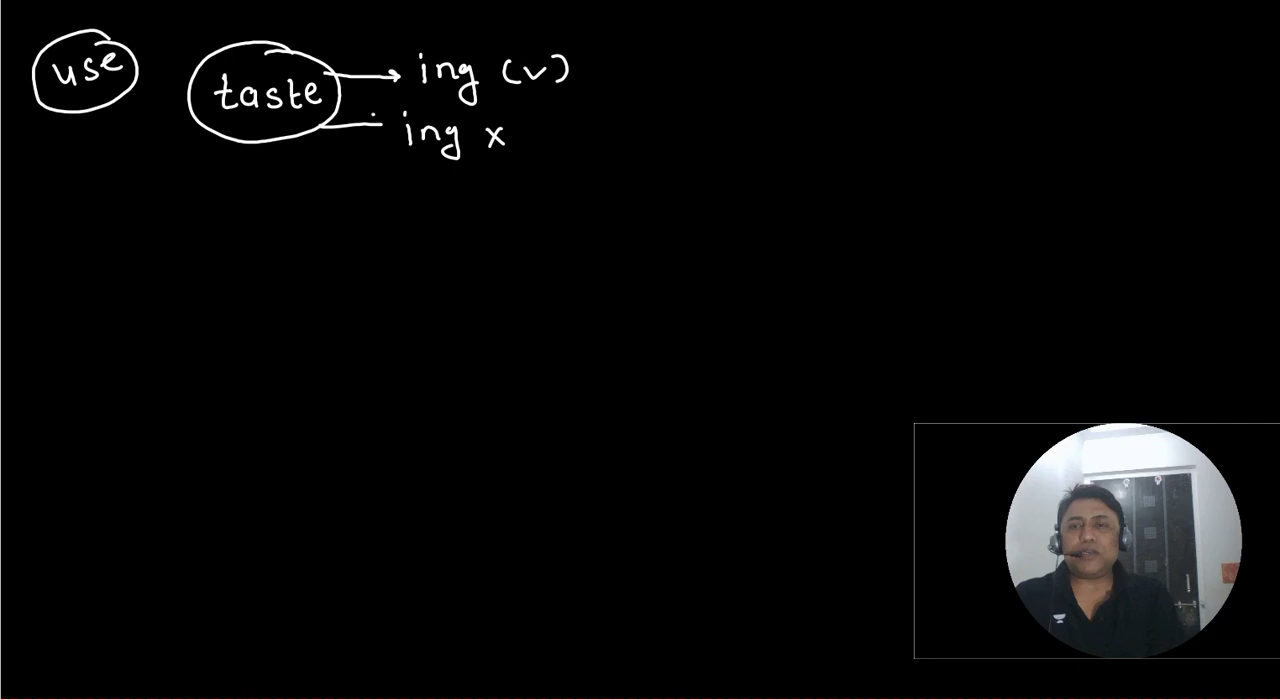 use taste → ing (v)
ing x